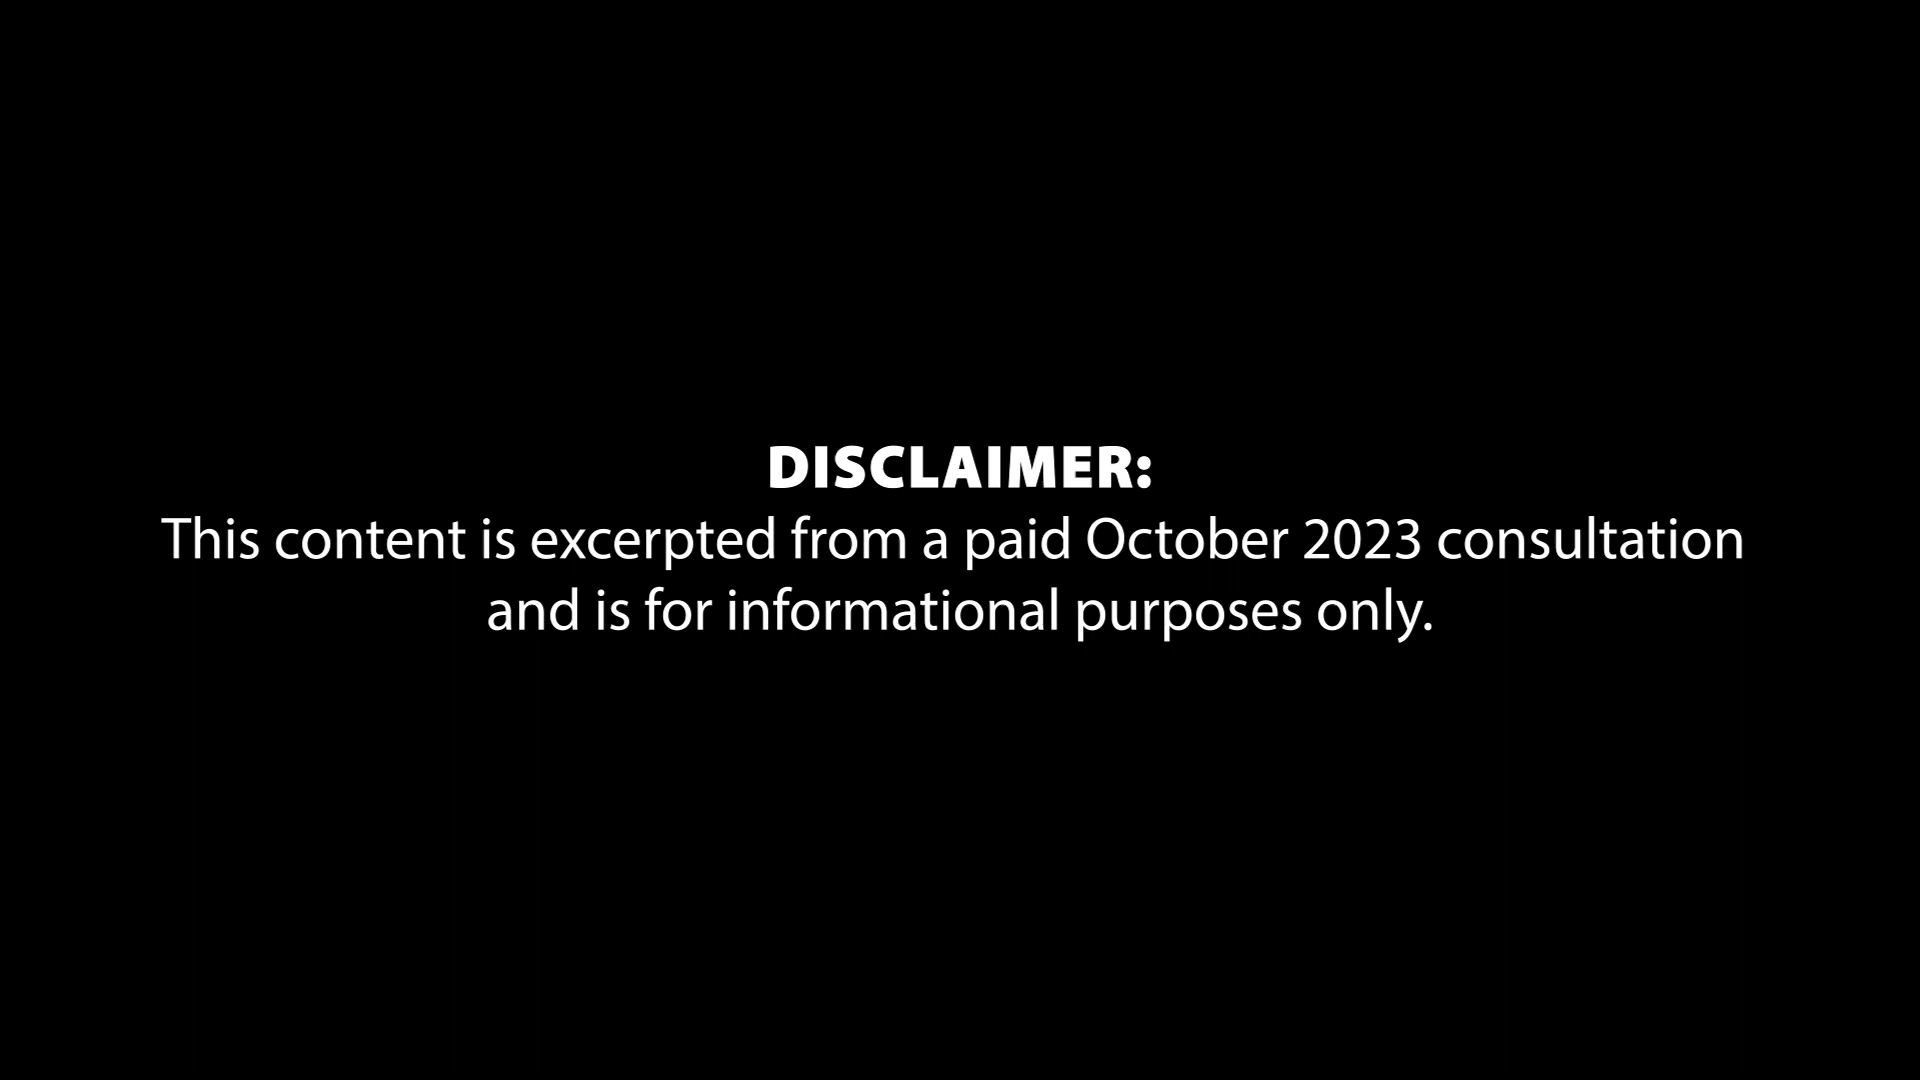 DISCLAIMER:
This content is excerpted from a paid October 2023 consultation
and is for informational purposes only.